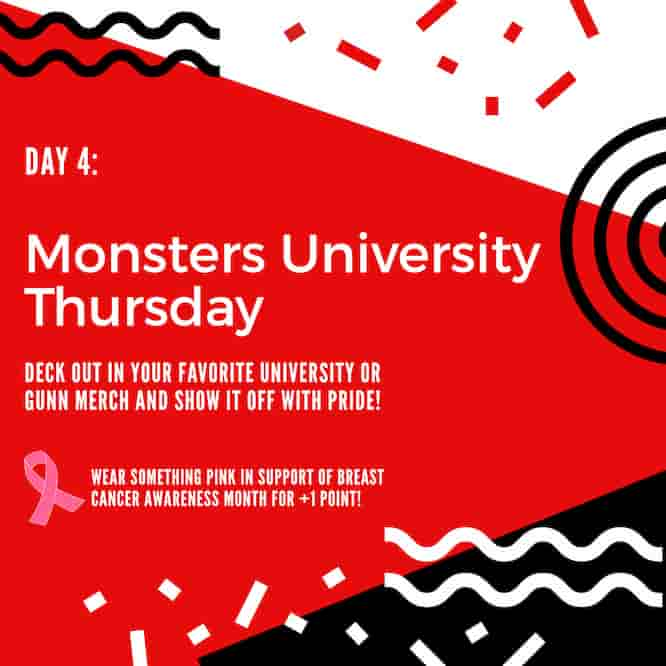 DAY 4:
Monsters University
Thursday
DECK OUT IN YOUR FAVORITE UNIVERSITY OR
GUNN MERCH AND SHOW IT OFF WITH PRIDE!
WEAR SOMETHING PINK IN SUPPORT OF BREAST
CANCER AWARENESS MONTH FOR +1 POINT!